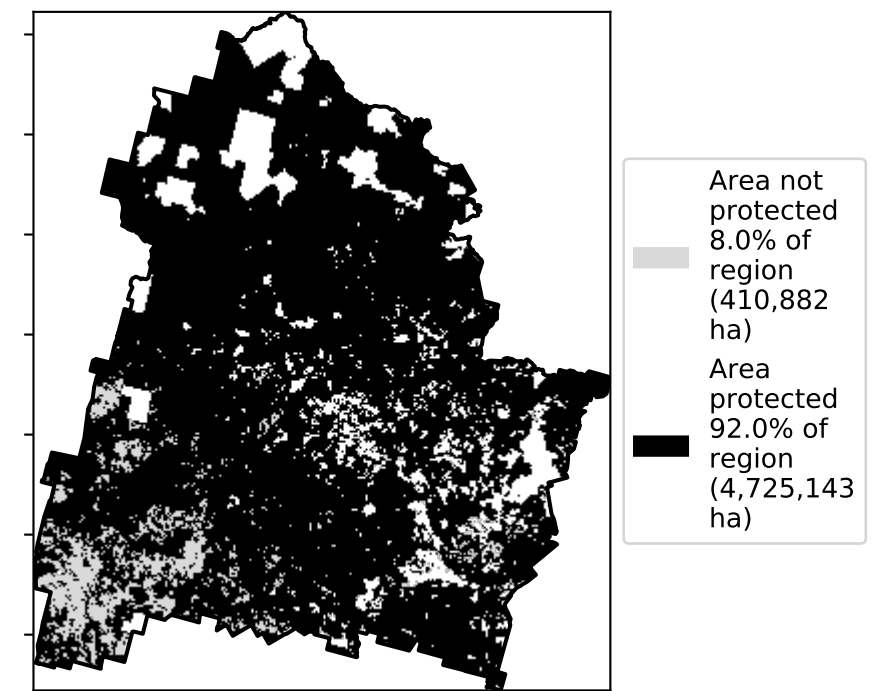 Area not
protected
8.0% of
region
(410,882
ha)
Area
protected
92.0% of
region
(4,725,143
ha)